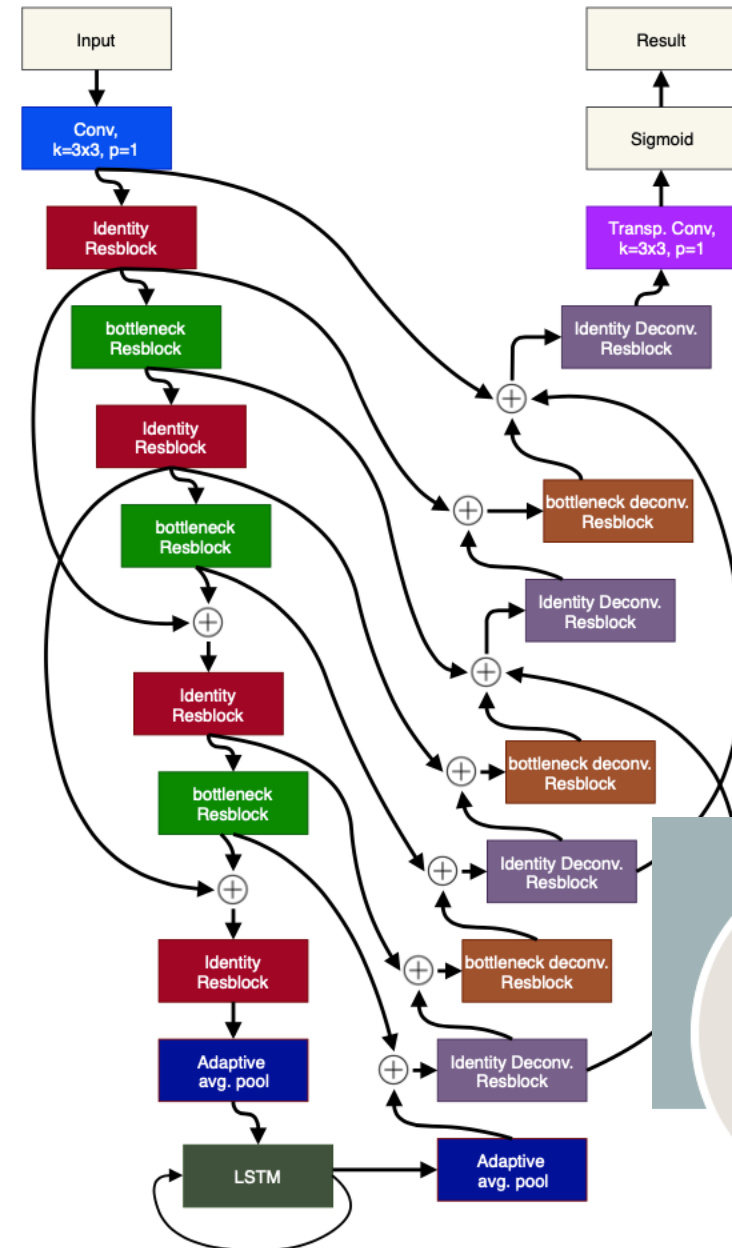 Input
Conv,
k=3x3, p=1
Identity
Resblock
bottleneck
Resblock
Identity
Resblock
bottleneck
Resblock
Identity
Resblock
bottleneck
Resblock
Identity
Resblock
Adaptive
avg. pool
LSTM
Result
Sigmoid
Transp. Conv,
k=3x3, p=1
Identity Deconv.
Resblock
bottleneck deconv.
Resblock
Identity Deconv.
Resblock
bottleneck deconv.
Resblock
Identity Deconv.
Resblock
bottleneck deconv.
Resblock
Identity Deconv.
Resblock
Adaptive
avg. pool